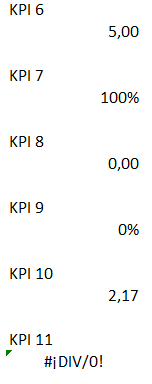 KPI 6
5,00
KPI 7
100%
KPI 8
0,00
KPI 9
0%
KPI 10
2,17
KPI 11
#¡DIV/0!